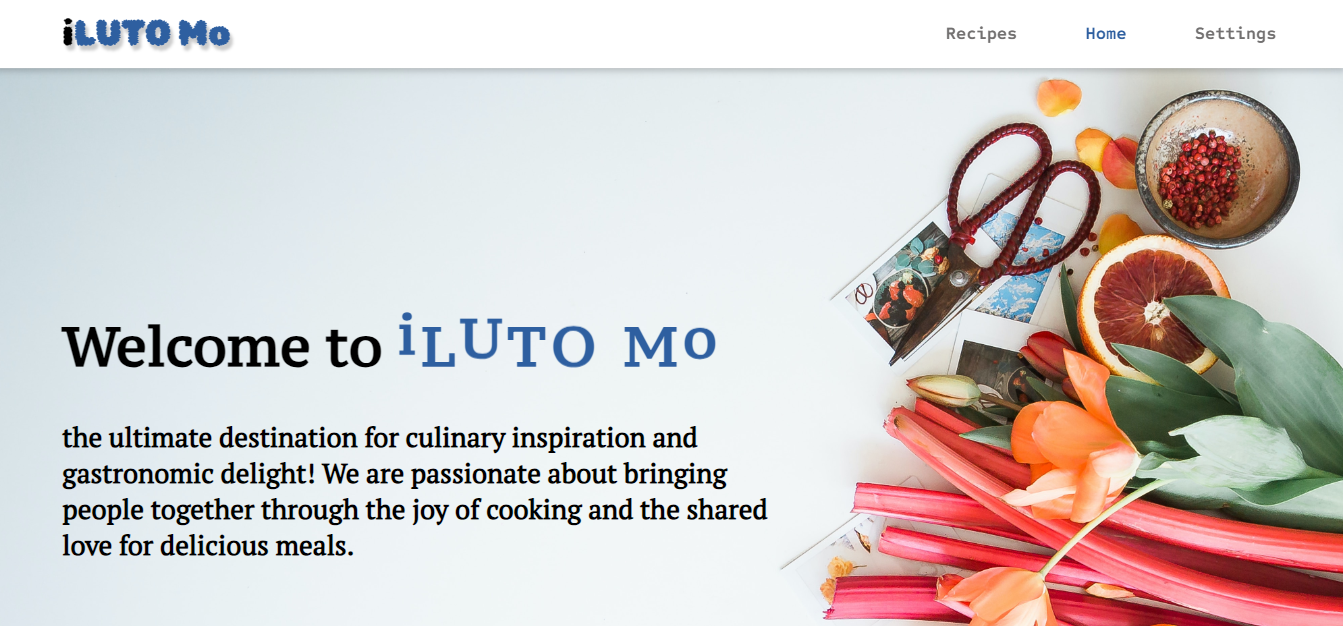 iLUTO Mo
Recipes Home Settings
Welcome to iLUTO Mo
the ultimate destination for culinary inspiration and
gastronomic delight! We are passionate about bringing
people together through the joy of cooking and the shared
love for delicious meals.